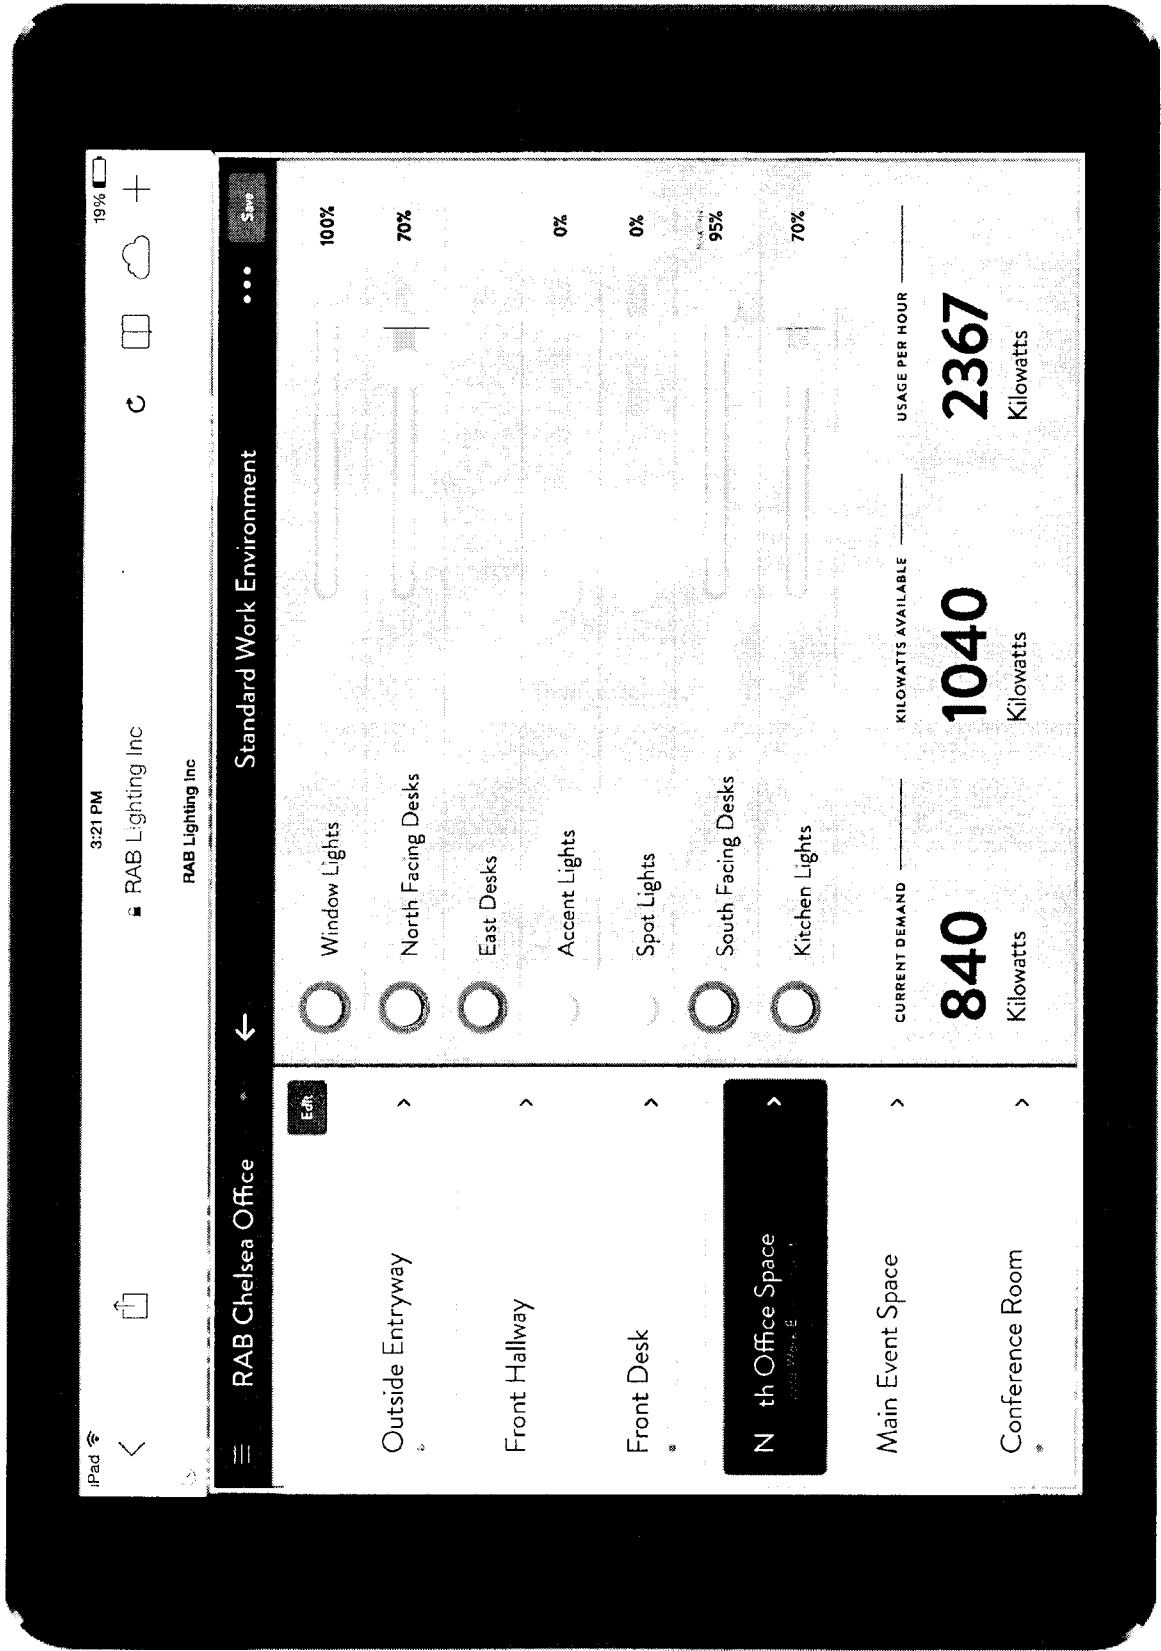 iPad
3:21 PM
19%
RAB Lighting Inc
RAB Lighting Inc
RAB Chelsea Office
Standard Work Environment
Save
Edit
Outside Entryway
Front Hallway
Front Desk
N th Office Space
Main Event Space
Conference Room
Window Lights 100%
North Facing Desks 70%
East Desks
Accent Lights 0%
Spot Lights 0%
South Facing Desks 95%
Kitchen Lights 70%
CURRENT DEMAND
840
Kilowatts
KILOWATTS AVAILABLE
1040
Kilowatts
USAGE PER HOUR
2367
Kilowatts